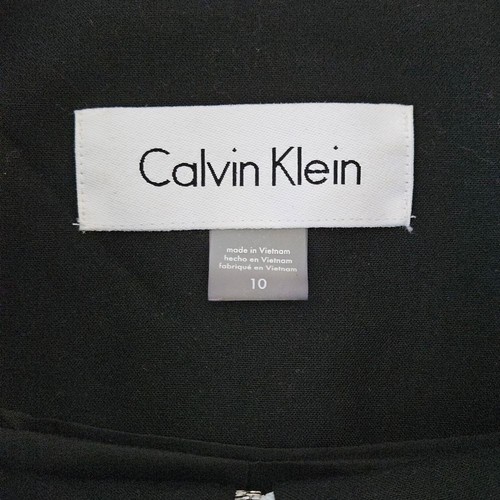 Calvin Klein
made in Vietnam
hecho en Vietnam
fabriqué en Vietnam
10